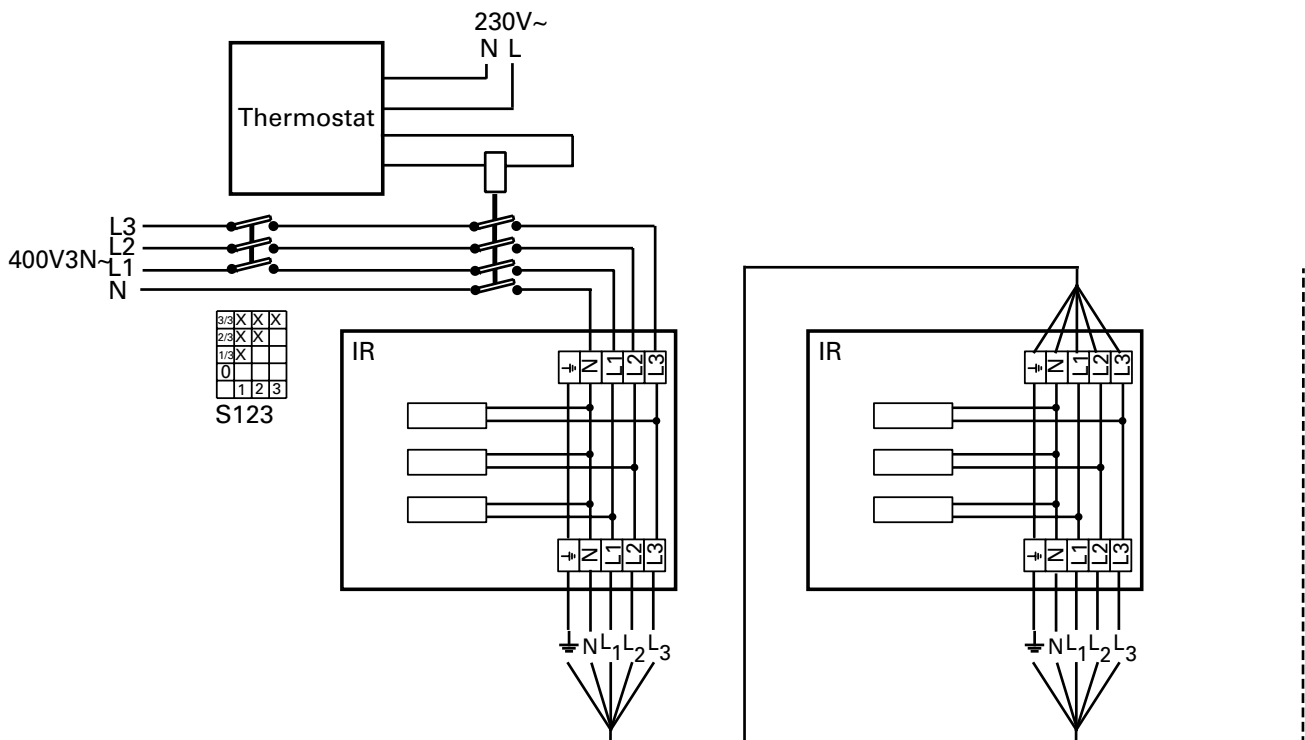 230V~
N L
Thermostat
L3
L2
400V3N~
L1
N
3/3 X X X
2/3 X X
1/3 X
0
1 2 3
S123
IR
N L1 L2 L3
N L1 L2 L3
N L1 L2 L3
IR
N L1 L2 L3
N L1 L2 L3
N L1 L2 L3